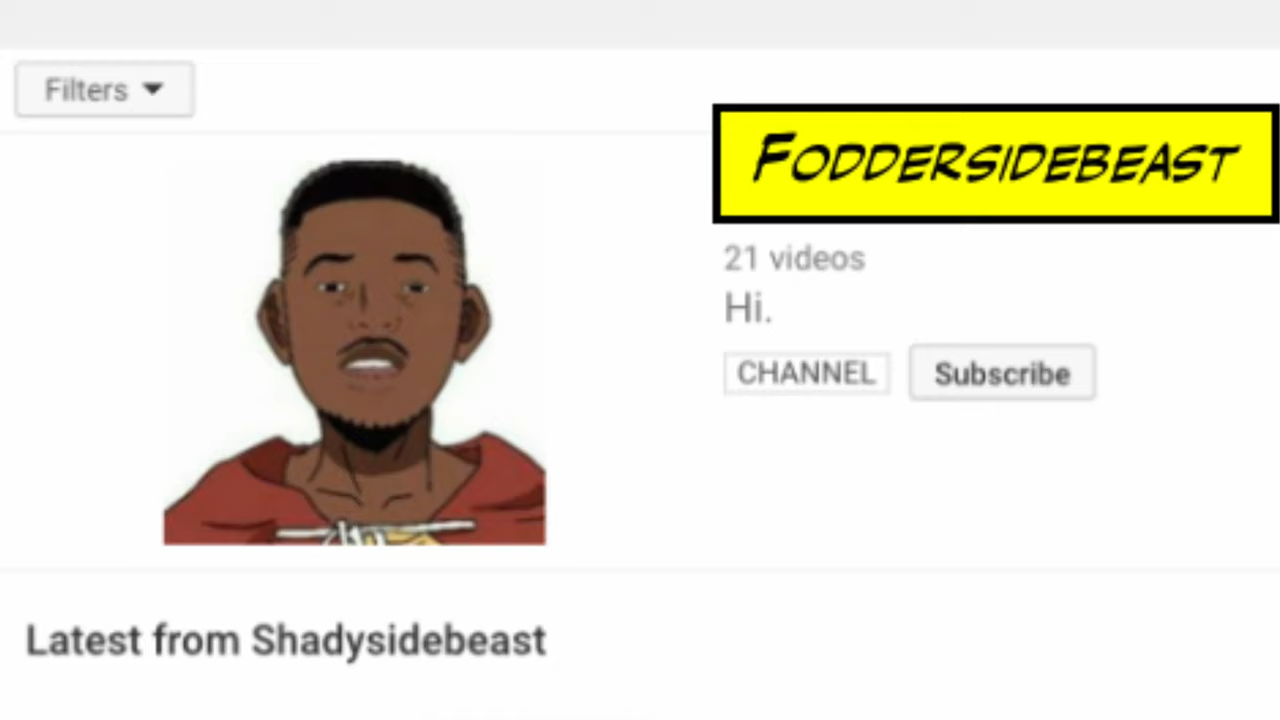 Filters
FODDERSIDEBEAST
21 videos
Hi.
CHANNEL Subscribe
Latest from Shadysidebeast